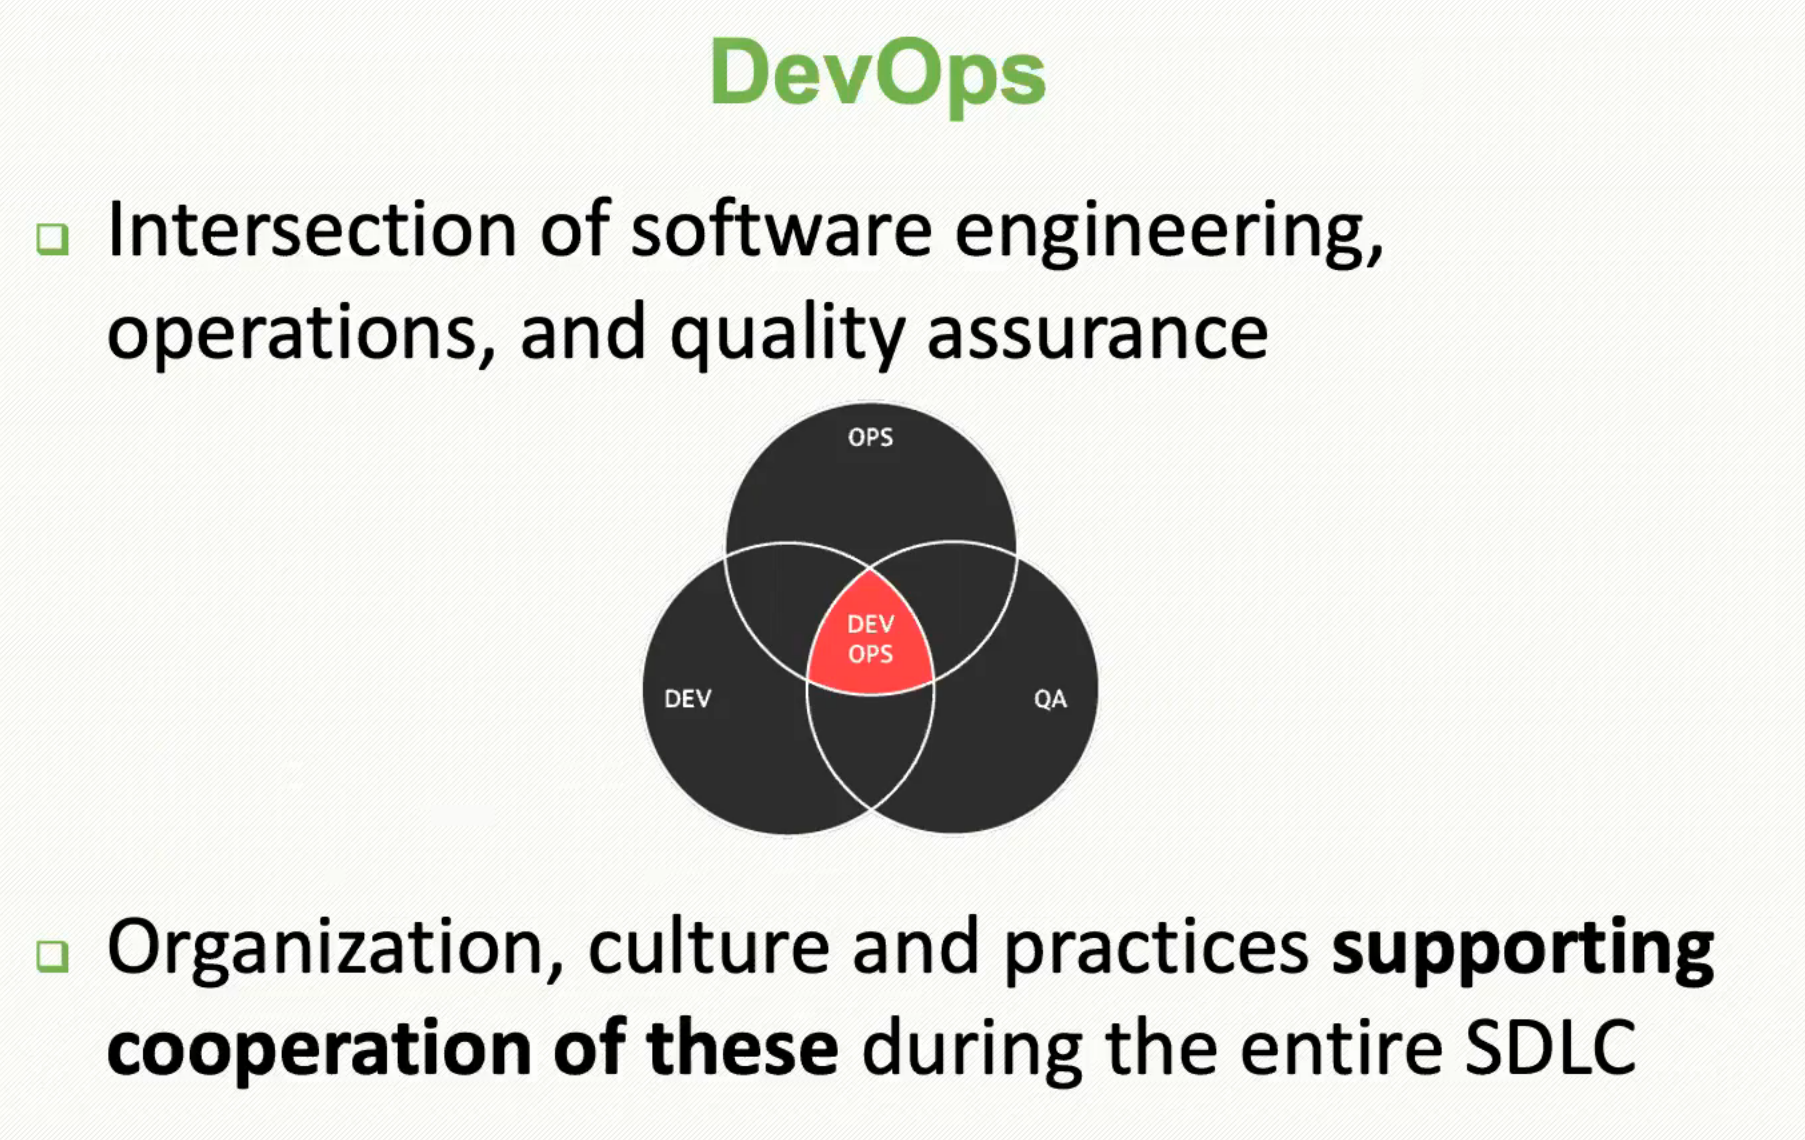 DevOps
Intersection of software engineering,
operations, and quality assurance
OPS
DEV
OPS
DEV
QA
Organization, culture and practices supporting
cooperation of these during the entire SDLC